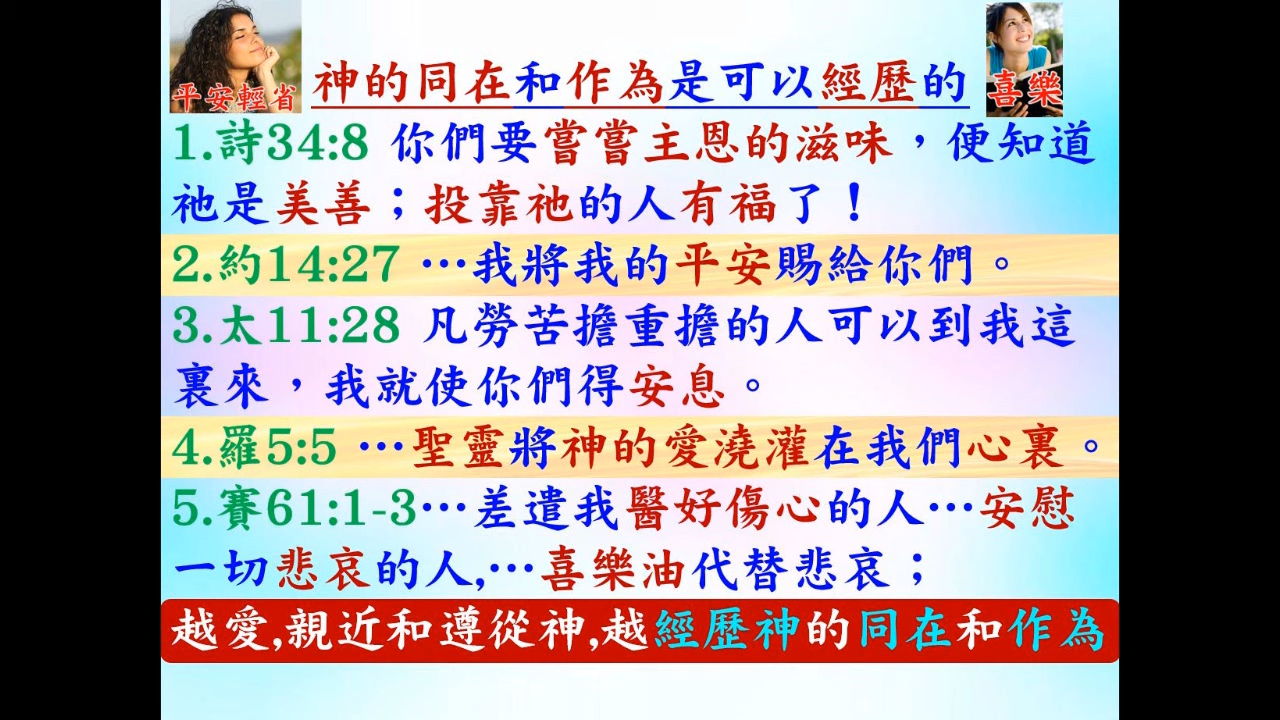 平安輕省
神的同在和作為是可以經歷的
喜樂
1.詩34:8 你們要嘗嘗主恩的滋味，便知道
祂是美善；投靠祂的人有福了！
2.約14:27 …我將我的平安賜給你們。
3.太11:28 凡勞苦擔重擔的人可以到我這
裏來，我就使你們得安息。
4.羅5:5 …聖靈將神的愛澆灌在我們心裏。
5.賽61:1-3…差遣我醫好傷心的人…安慰
一切悲哀的人,…喜樂油代替悲哀；
越愛,親近和遵從神,越經歷神的同在和作為